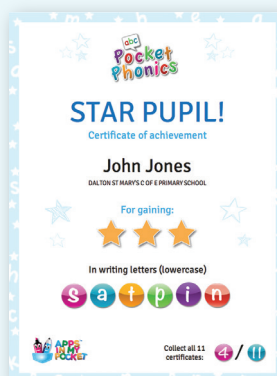 abc
Pocket
Phonics
STAR PUPIL!
Certificate of achievement
John Jones
DALTON ST MARY'S C OF E PRIMARY SCHOOL
For gaining:
In writing letters (lowercase)
s a t p i n
APPS
IN MY
POCKET
Collect all 11
certificates:
4 / 11